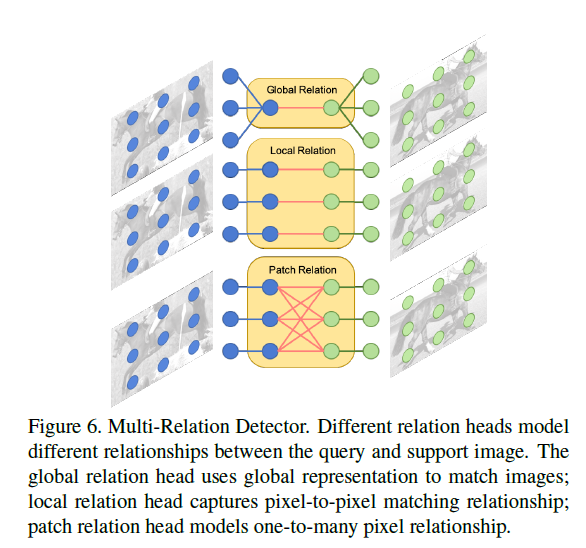 Global Relation
Local Relation
Patch Relation
Figure 6. Multi-Relation Detector. Different relation heads model
different relationships between the query and support image. The
global relation head uses global representation to match images;
local relation head captures pixel-to-pixel matching relationship;
patch relation head models one-to-many pixel relationship.